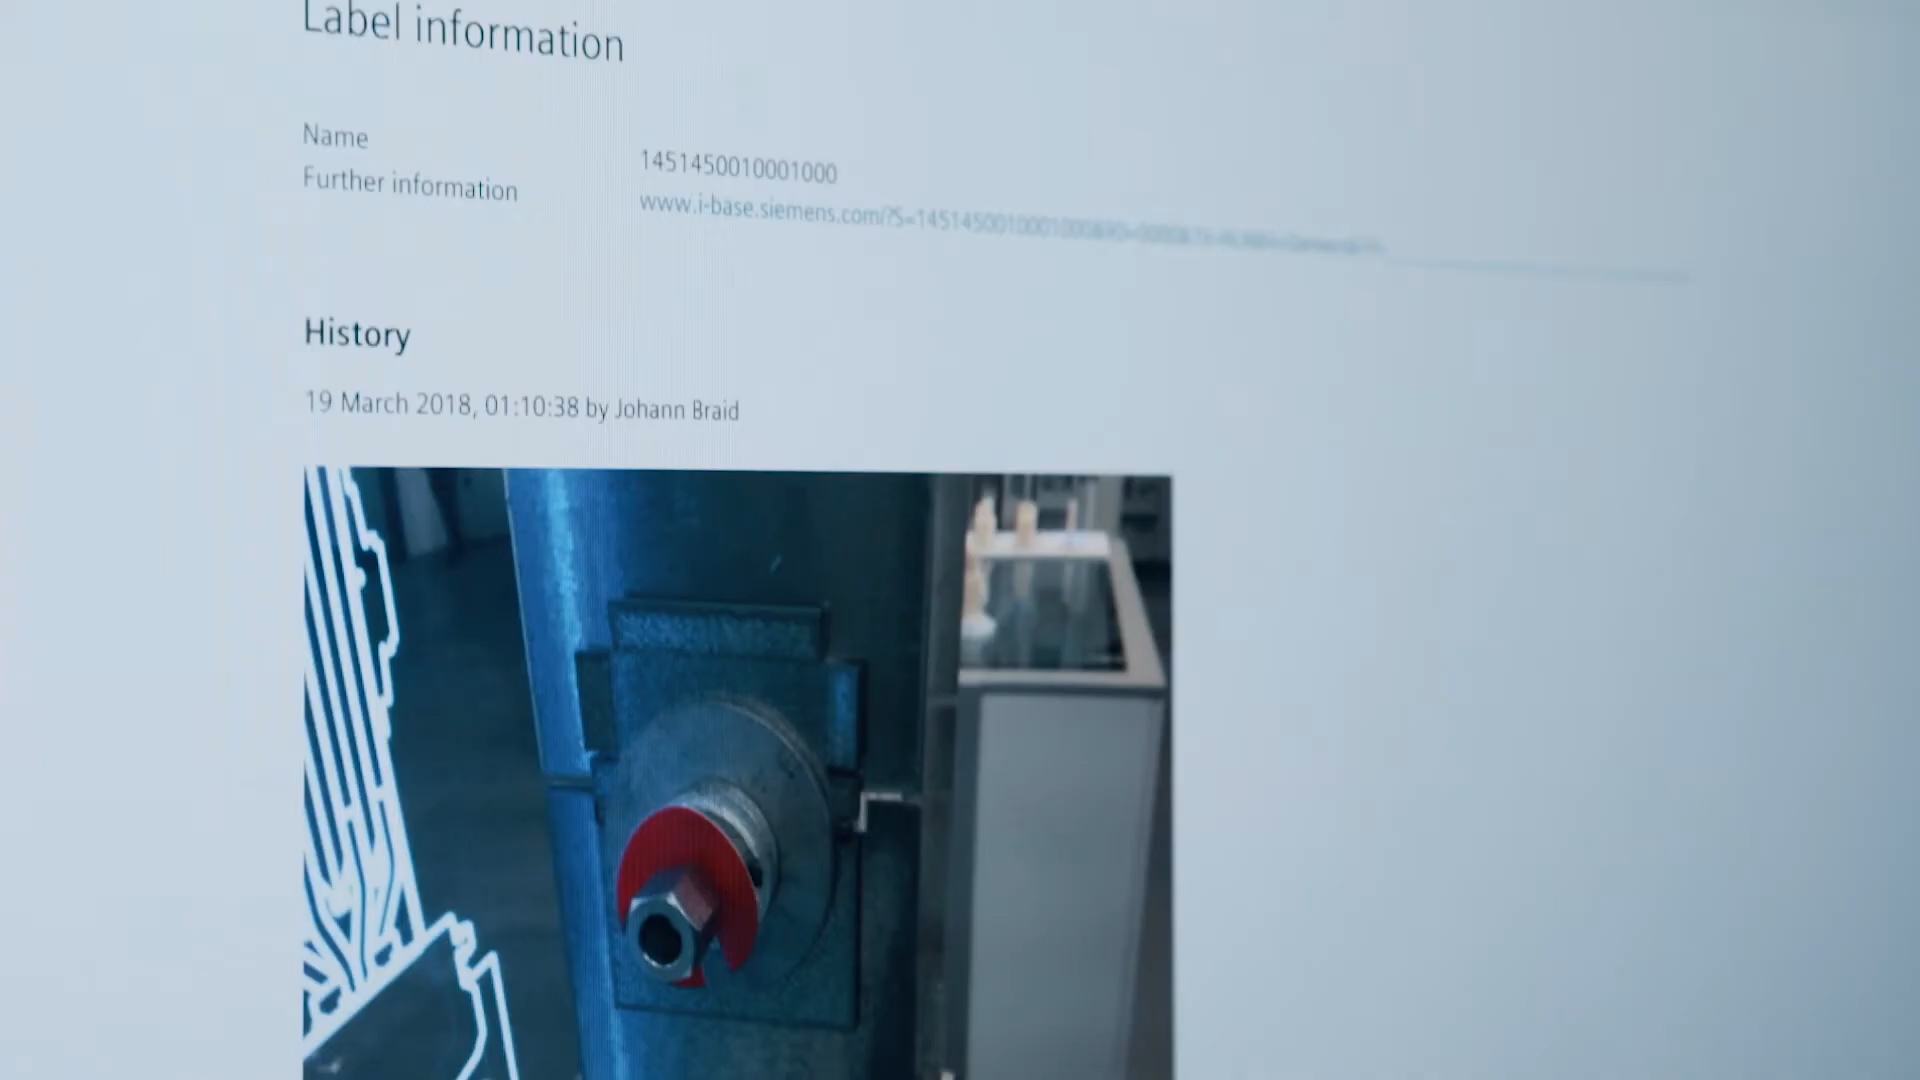 Label information
Name
1451450010001000
Further information
www.i-base.siemens.com/?S=1451450010001000
History
19 March 2018, 01:10:38 by Johann Braid